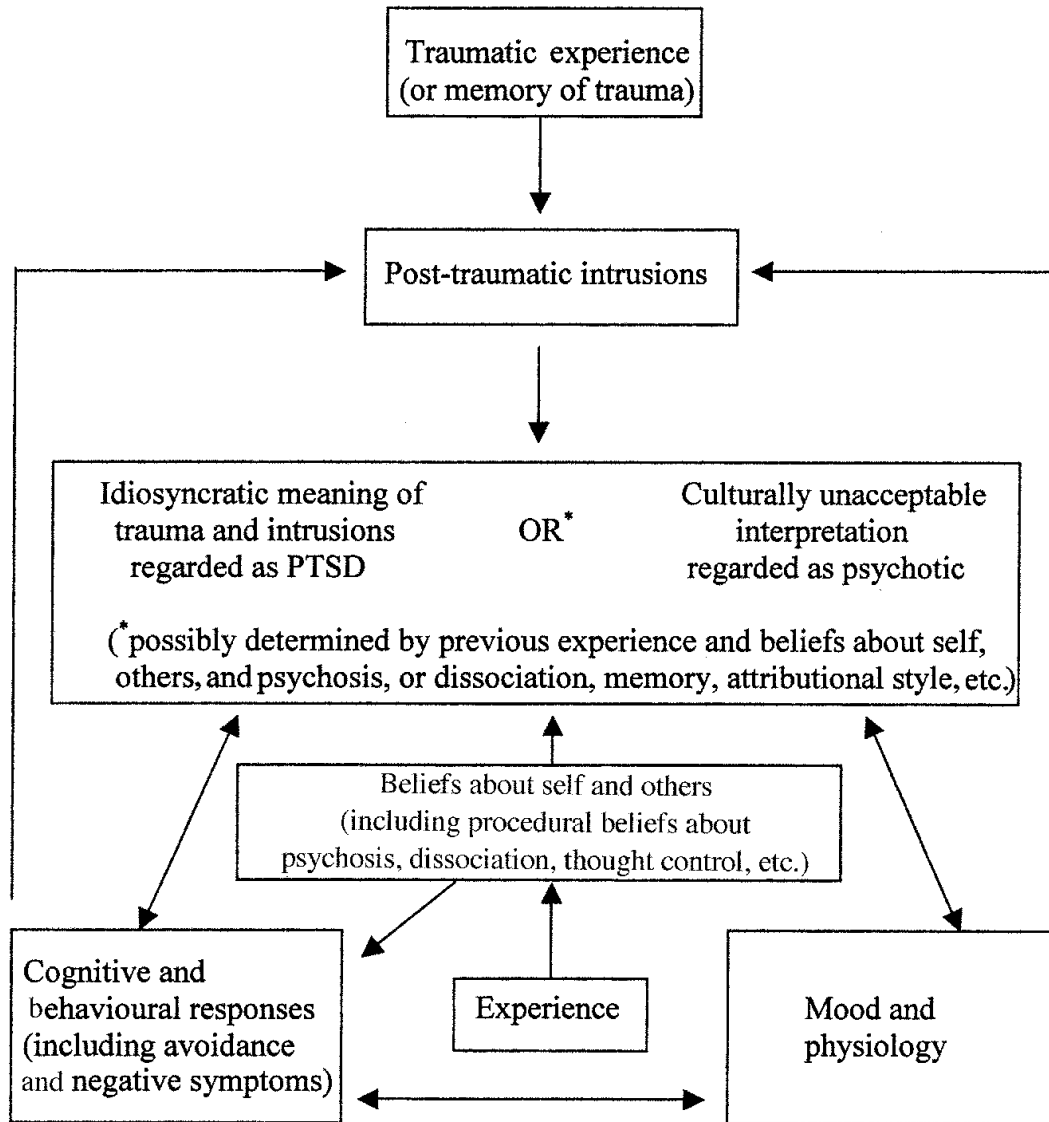 Traumatic experience
(or memory of trauma)
Post-traumatic intrusions
Idiosyncratic meaning of
trauma and intrusions
regarded as PTSD
OR*
Culturally unacceptable
interpretation
regarded as psychotic
(*possibly determined by previous experience and beliefs about self,
others, and psychosis, or dissociation, memory, attributional style, etc.)
Beliefs about self and others
(including procedural beliefs about
psychosis, dissociation, thought control, etc.)
Cognitive and
behavioural responses
(including avoidance
and negative symptoms)
Experience
Mood and
physiology